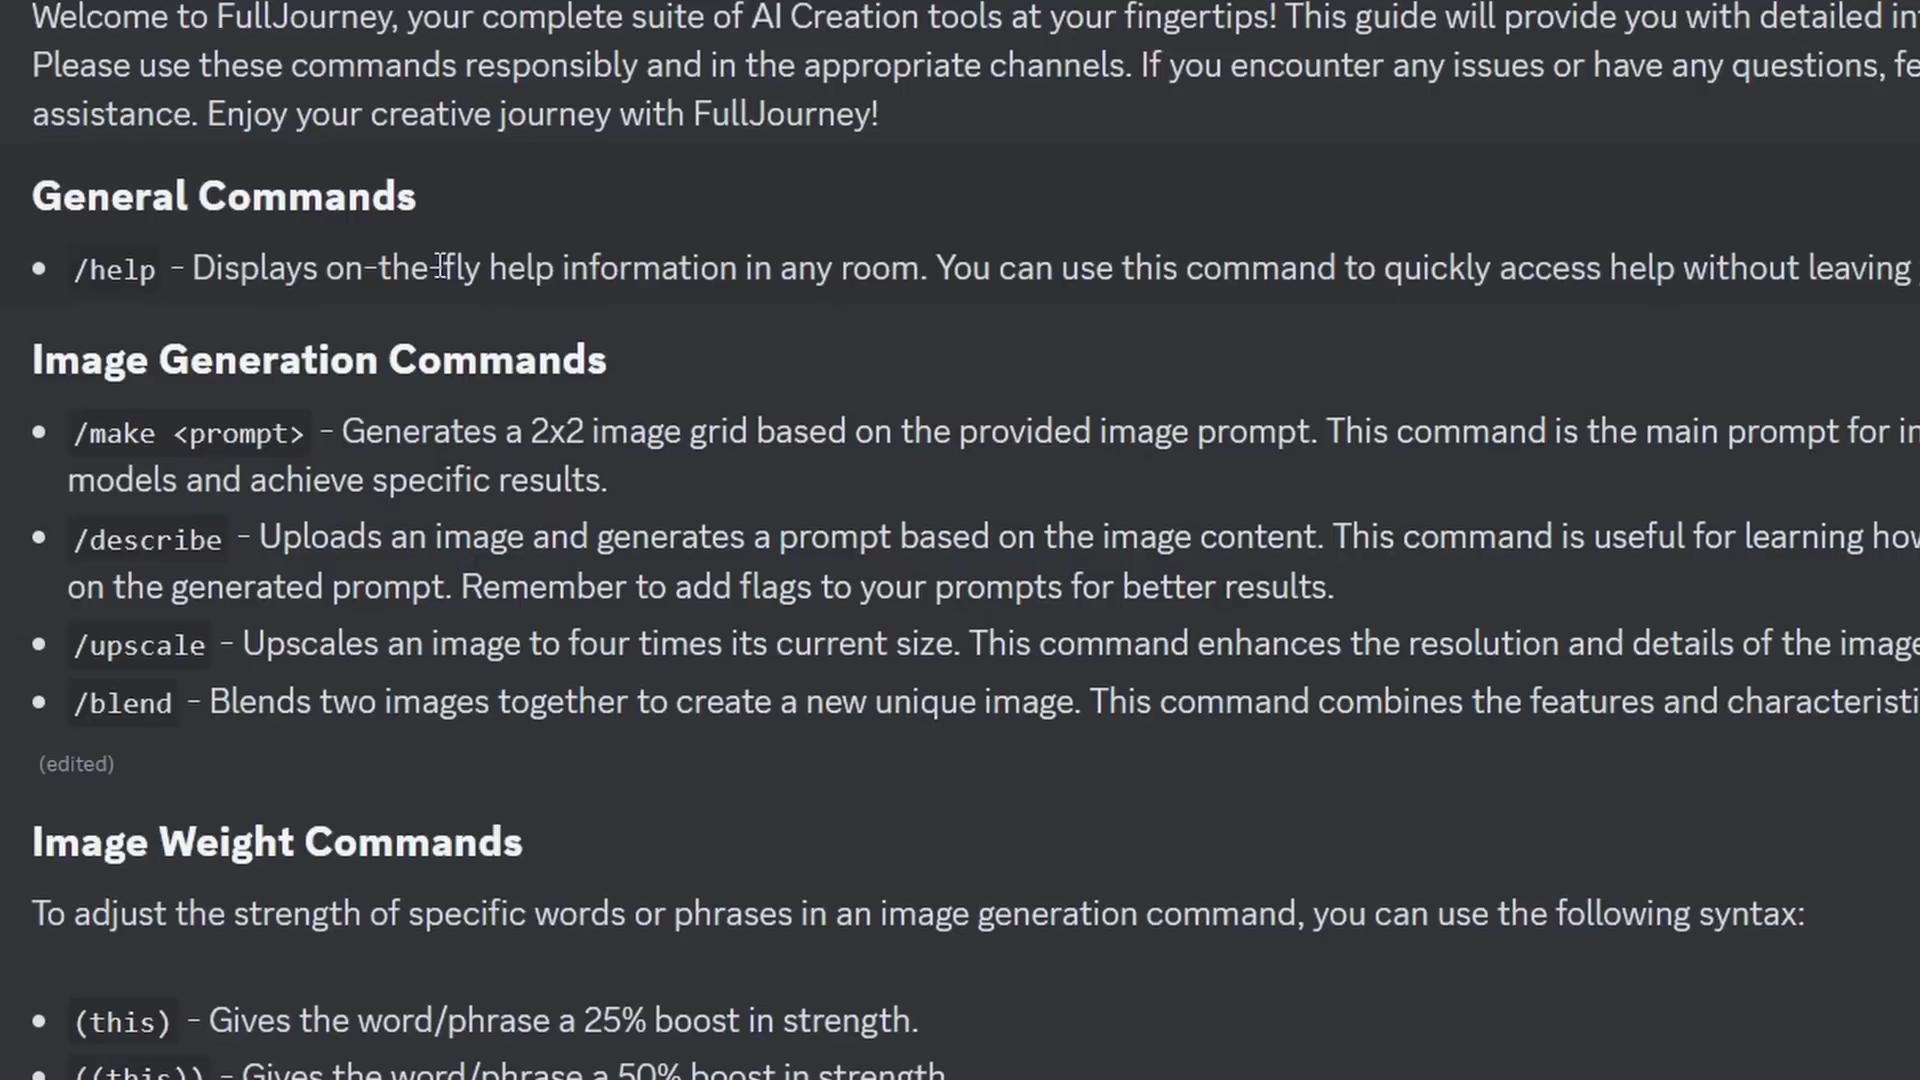 Welcome to FullJourney, your complete suite of AI Creation tools at your fingertips! This guide will provide you with detailed
Please use these commands responsibly and in the appropriate channels. If you encounter any issues or have any questions,
assistance. Enjoy your creative journey with FullJourney!
General Commands
• /help - Displays on-the-fly help information in any room. You can use this command to quickly access help without leaving
Image Generation Commands
• /make <prompt> - Generates a 2x2 image grid based on the provided image prompt. This command is the main prompt for
models and achieve specific results.
• /describe - Uploads an image and generates a prompt based on the image content. This command is useful for learning how
on the generated prompt. Remember to add flags to your prompts for better results.
• /upscale - Upscales an image to four times its current size. This command enhances the resolution and details of the image
• /blend - Blends two images together to create a new unique image. This command combines the features and
(edited)
Image Weight Commands
To adjust the strength of specific words or phrases in an image generation command, you can use the following syntax:
• (this) - Gives the word/phrase a 25% boost in strength.
• ((this)) - Gives the word/phrase a 50% boost in strength.